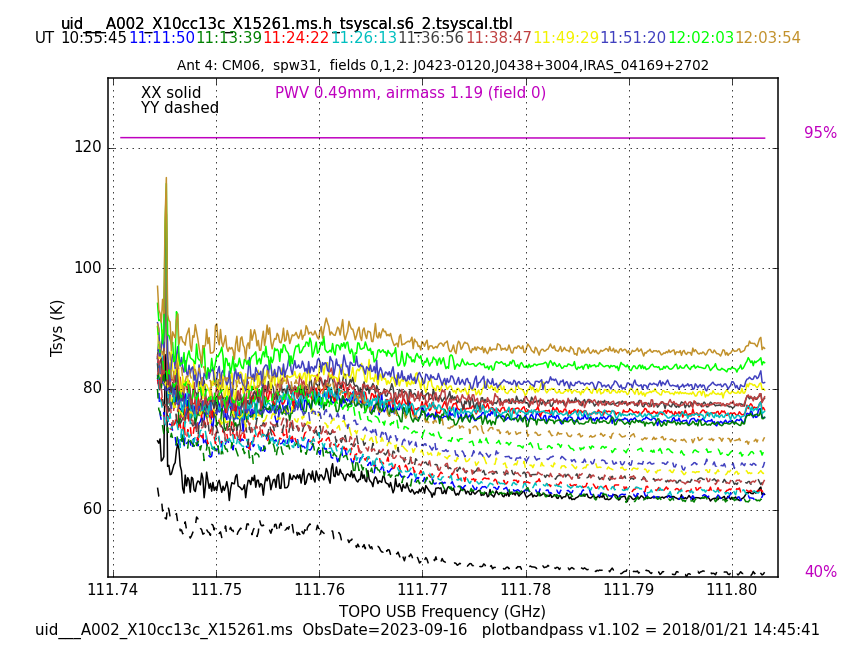 uid___A002_X10cc13c_X15261.ms.h_tsyscal.s6_2.tsyscal.tbl
UT 10:55:45 11:11:50 11:13:39 11:24:22 11:26:13 11:36:56 11:38:47 11:49:29 11:51:20 12:02:03 12:03:54
Ant 4: CM06,  spw31,  fields 0,1,2: J0423-0120,J0438+3004,IRAS_04169+2702
XX solid PWV 0.49mm, airmass 1.19 (field 0)
YY dashed
95%
120
100
80
60
Tsys (K)
40%
111.74 111.75 111.76 111.77 111.78 111.79 111.80
TOPO USB Frequency (GHz)
uid___A002_X10cc13c_X15261.ms  ObsDate=2023-09-16   plotbandpass v1.102 = 2018/01/21 14:45:41